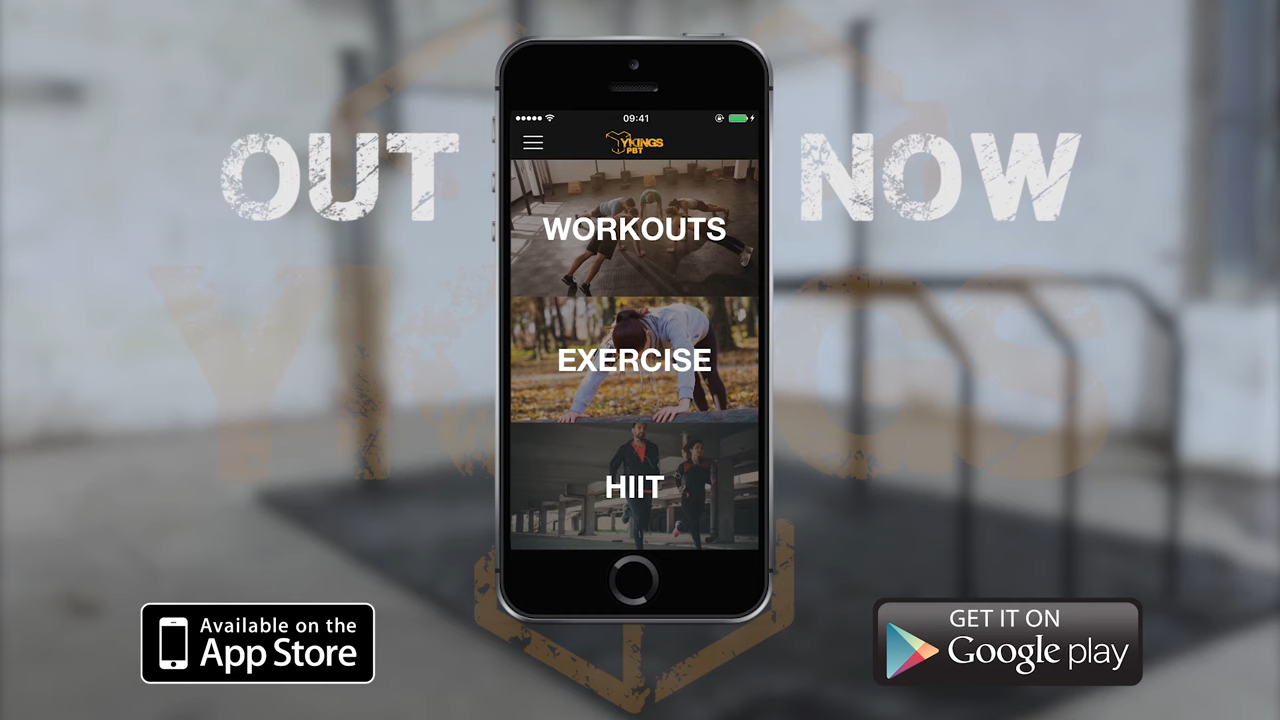 OUT NOW
09:41
YKINGS
PBT
WORKOUTS
EXERCISE
HIIT
YKINGS
Available on the
App Store
GET IT ON
Google play